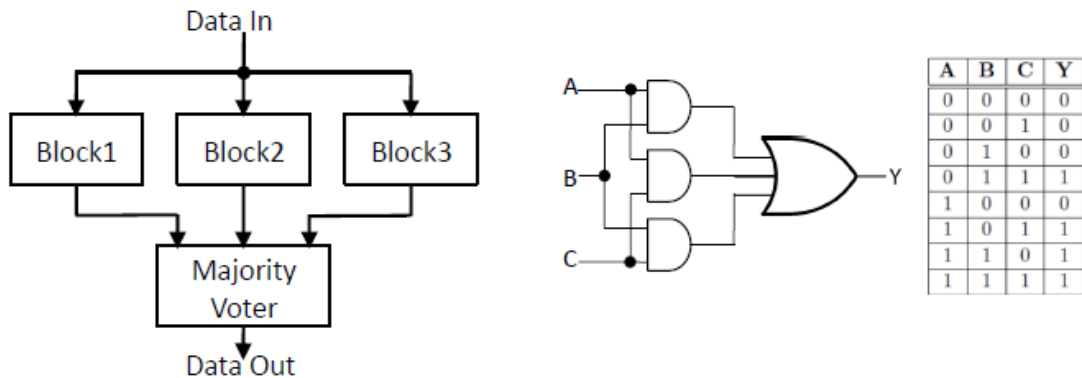 Data In
Block1 Block2 Block3
Majority
Voter
Data Out
A
B
C
Y
A B C Y
0 0 0 0
0 0 1 0
0 1 0 0
0 1 1 1
1 0 0 0
1 0 1 1
1 1 0 1
1 1 1 1